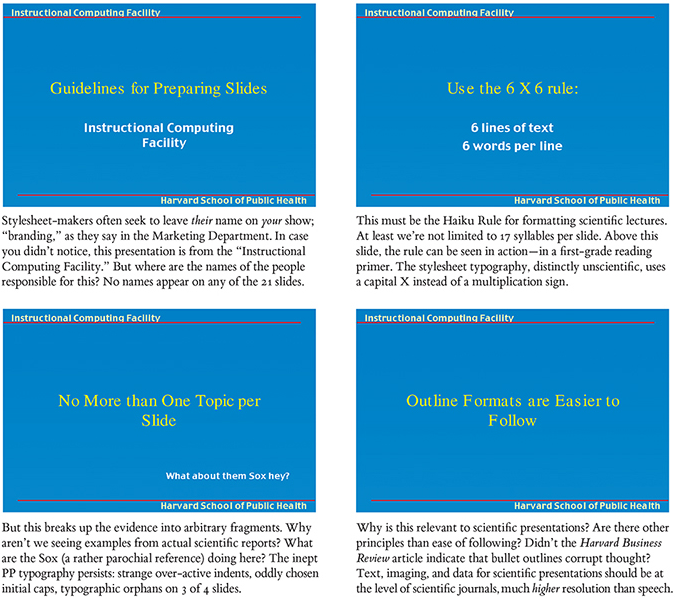 Instructional Computing Facility
Guidelines for Preparing Slides
Instructional Computing
Facility
Harvard School of Public Health
Stylesheet-makers often seek to leave their name on your show;
“branding,” as they say in the Marketing Department. In case
you didn’t notice, this presentation is from the “Instructional
Computing Facility.” But where are the names of the people
responsible for this? No names appear on any of the 21 slides.
Instructional Computing Facility
Use the 6 X 6 rule:
6 lines of text
6 words per line
Harvard School of Public Health
This must be the Haiku Rule for formatting scientific lectures.
At least we’re not limited to 17 syllables per slide. Above this
slide, the rule can be seen in action—in a first-grade reading
primer. The stylesheet typography, distinctly unscientific, uses
a capital X instead of a multiplication sign.
Instructional Computing Facility
No More than One Topic per
Slide
What about them Sox hey?
Harvard School of Public Health
But this breaks up the evidence into arbitrary fragments. Why
aren’t we seeing examples from actual scientific reports? What
are the Sox (a rather parochial reference) doing here? The inept
PP typography persists: strange over-active indents, oddly chosen
initial caps, typographic orphans on 3 of 4 slides.
Instructional Computing Facility
Outline Formats are Easier to
Follow
Harvard School of Public Health
Why is this relevant to scientific presentations? Are there other
principles than ease of following? Didn’t the Harvard Business
Review article indicate that bullet outlines corrupt thought?
Text, imaging, and data for scientific presentations should be at
the level of scientific journals, much higher resolution than speech.